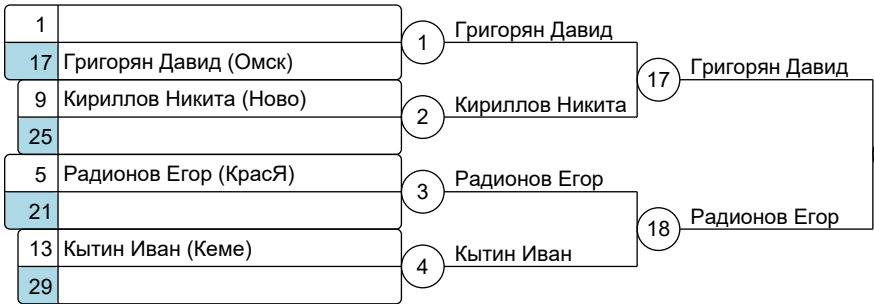 1
17 Григорян Давид (Омск)
1 Григорян Давид
9 Кириллов Никита (Ново)
25
2 Кириллов Никита
17 Григорян Давид
5 Радионов Егор (КрасЯ)
21
3 Радионов Егор
13 Кытин Иван (Кеме)
29
4 Кытин Иван
18 Радионов Егор